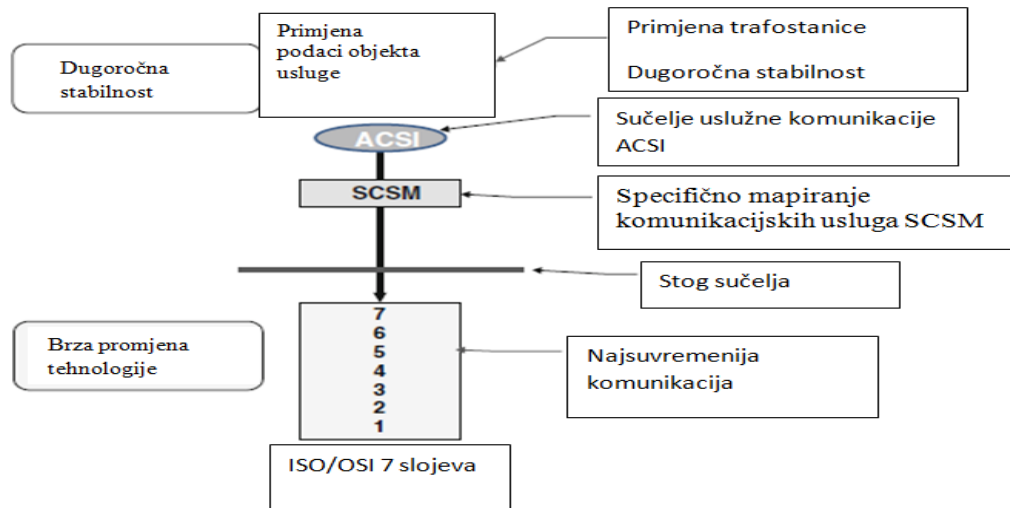 Dugoročna
stabilnost
Primjena
podaci objekta
usluge
Primjena trafostanice
Dugoročna stabilnost
ACSI
Sučelje uslužne komunikacije
ACSI
SCSM
Specifično mapiranje
komunikacijskih usluga SCSM
Stog sučelja
7
6
5
4
3
2
1
Brza promjena
tehnologije
Najsuvremenija
komunikacija
ISO/OSI 7 slojeva